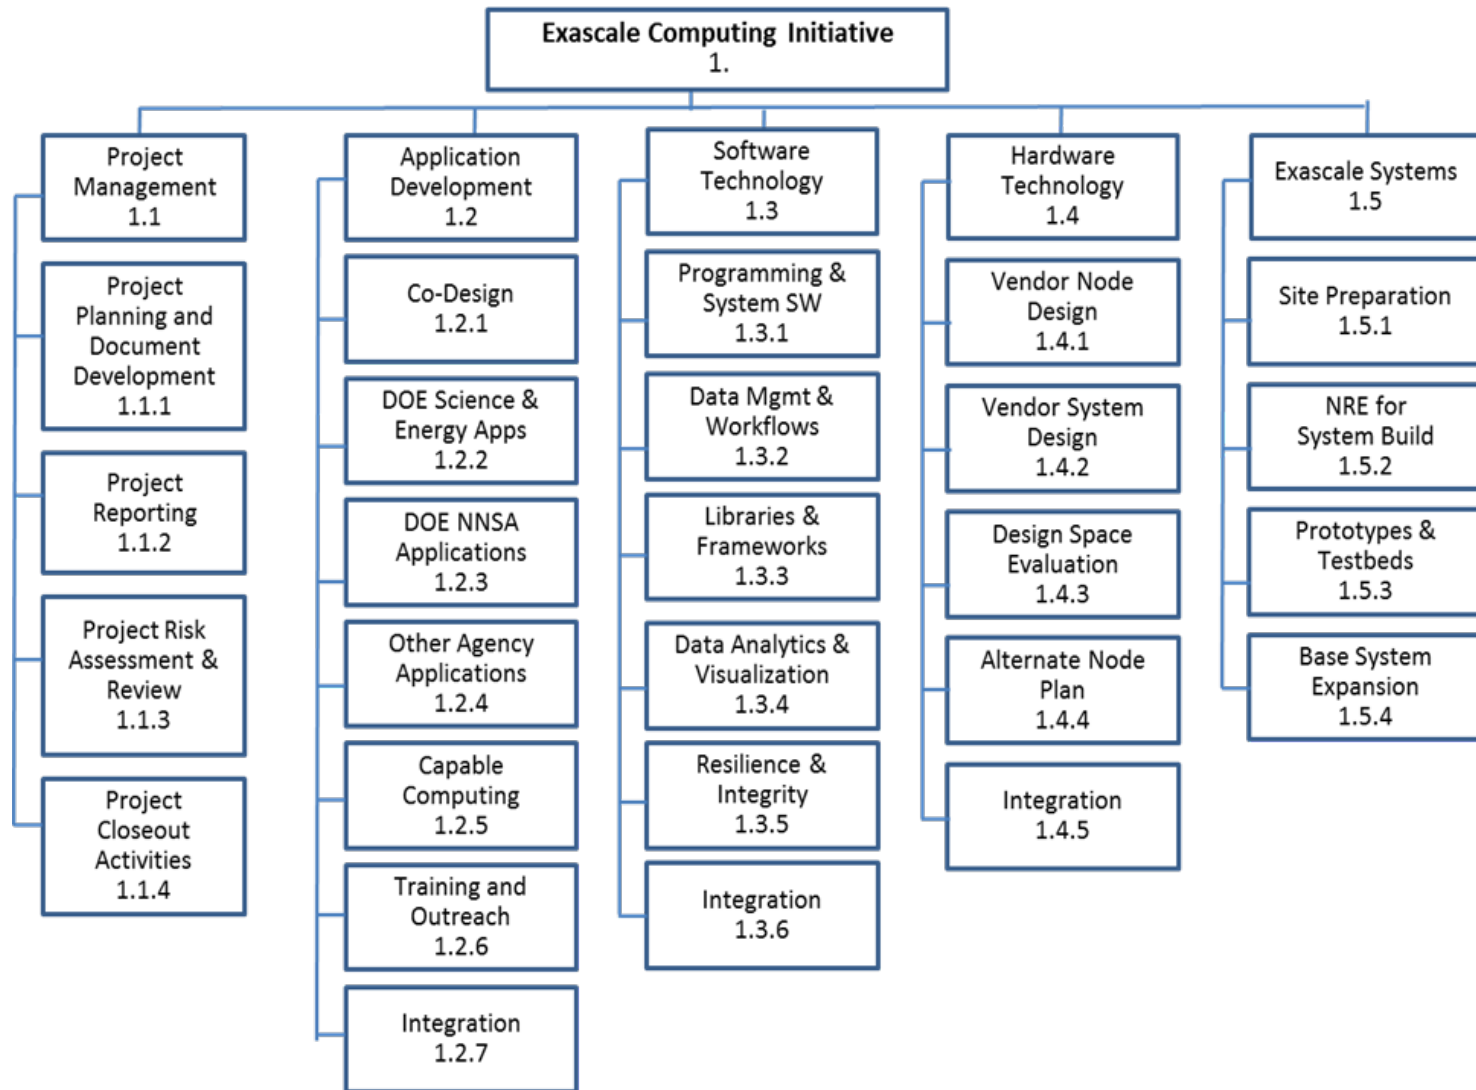 Exascale Computing Initiative
1.
Project
Management
1.1
Project
Planning and
Document
Development
1.1.1
Project
Reporting
1.1.2
Project Risk
Assessment &
Review
1.1.3
Project
Closeout
Activities
1.1.4
Application
Development
1.2
Co-Design
1.2.1
DOE Science &
Energy Apps
1.2.2
DOE NNSA
Applications
1.2.3
Other Agency
Applications
1.2.4
Capable
Computing
1.2.5
Training and
Outreach
1.2.6
Integration
1.2.7
Software
Technology
1.3
Programming &
System SW
1.3.1
Data Mgmt &
Workflows
1.3.2
Libraries &
Frameworks
1.3.3
Data Analytics &
Visualization
1.3.4
Resilience &
Integrity
1.3.5
Integration
1.3.6
Hardware
Technology
1.4
Vendor Node
Design
1.4.1
Vendor System
Design
1.4.2
Design Space
Evaluation
1.4.3
Alternate Node
Plan
1.4.4
Integration
1.4.5
Exascale Systems
1.5
Site Preparation
1.5.1
NRE for
System Build
1.5.2
Prototypes &
Testbeds
1.5.3
Base System
Expansion
1.5.4